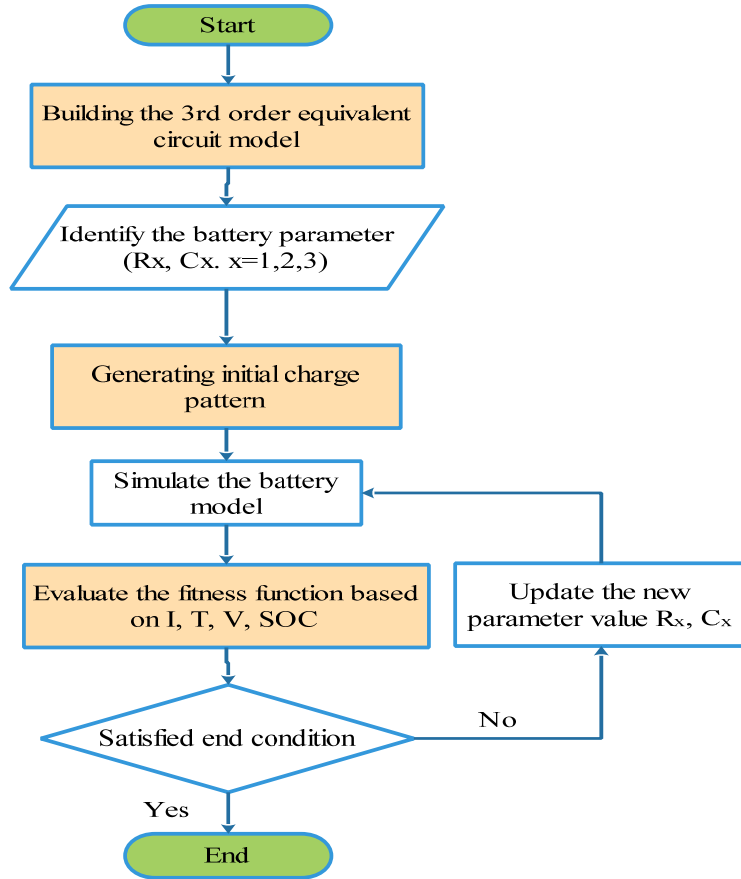 Start
Building the 3rd order equivalent
circuit model
Identify the battery parameter
(Rx, Cx. x=1,2,3)
Generating initial charge
pattern
Simulate the battery
model
Evaluate the fitness function based
on I, T, V, SOC
Update the new
parameter value Rₓ, Cₓ
Satisfied end condition
No
Yes
End